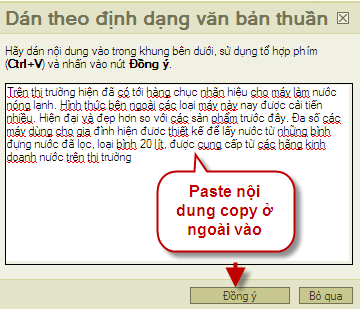 Dán theo định dạng văn bản thuần
Hãy dán nội dung vào trong khung bên dưới, sử dụng tổ hợp phím
(Ctrl+V) và nhấn vào nút Đồng ý.
Trên thị trường hiện đã có tới hàng chục nhãn hiệu cho máy làm nước
nóng lạnh. Hình thức bên ngoài các loại máy này nay được cải tiến
nhiều. Hiện đại và đẹp hơn so với các sản phẩm trước đây. Đa số các
máy dùng cho gia đình hiện được thiết kế để lấy nước từ những bình
đựng nước đã lọc, loại bình 20 lít, được cung cấp từ các hãng kinh
doanh nước trên thị trường
Paste nội
dung copy ở
ngoài vào
Đồng ý
Bỏ qua